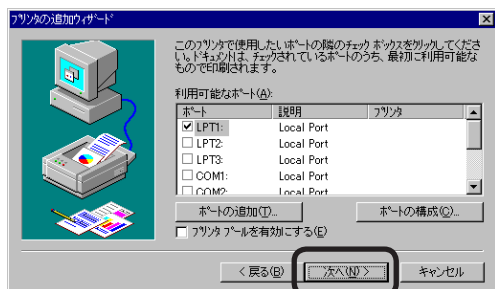 プリンタの追加ウィザード
このプリンタで使用したいポートの隣のチェック ボックスをクリックしてくださ
い。ドキュメントは、チェックされているポートのうち、最初に利用可能な
もので印刷されます。
利用可能なポート(A):
ポート 説明 プリンタ
LPT1: Local Port
LPT2: Local Port
LPT3: Local Port
COM1: Local Port
COM2: Local Port
ポートの追加(T)... ポートの構成(C)...
プリンタ プールを有効にする(E)
< 戻る(B) 次へ(N) > キャンセル